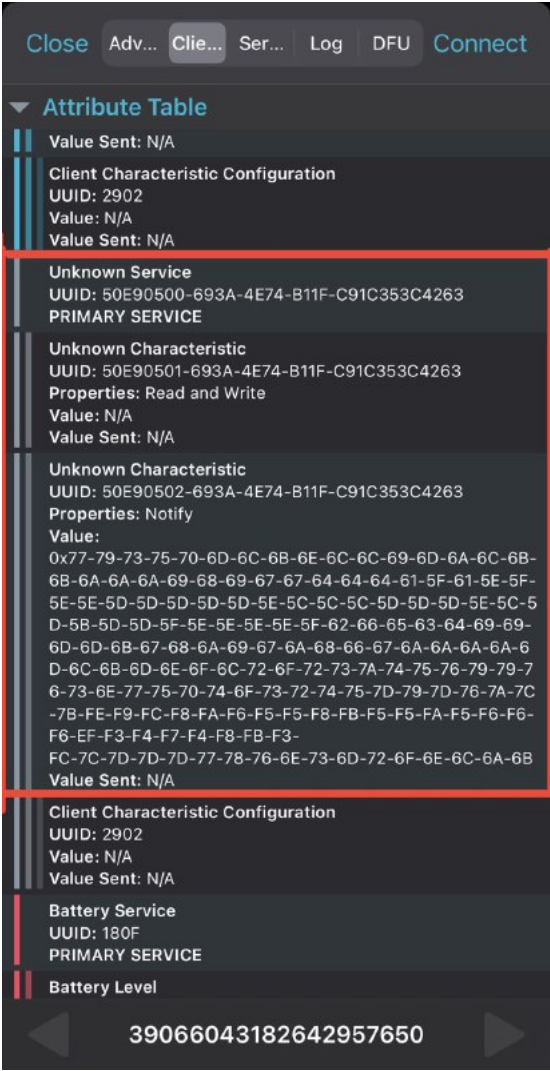 Close Adv... Clie... Ser... Log DFU Connect
Attribute Table
Value Sent: N/A
Client Characteristic Configuration
UUID: 2902
Value: N/A
Value Sent: N/A
Unknown Service
UUID: 50E90500-693A-4E74-B11F-C91C353C4263
PRIMARY SERVICE
Unknown Characteristic
UUID: 50E90501-693A-4E74-B11F-C91C353C4263
Properties: Read and Write
Value: N/A
Value Sent: N/A
Unknown Characteristic
UUID: 50E90502-693A-4E74-B11F-C91C353C4263
Properties: Notify
Value:
0x77-79-73-75-70-6D-6C-6B-6E-6C-6C-69-6D-6A-6C-6B-
6B-6A-6A-6A-69-68-69-67-67-64-64-64-61-5F-61-5E-5F-
5E-5E-5D-5D-5D-5D-5D-5E-5C-5C-5C-5D-5D-5D-5E-5C-5
D-5B-5D-5D-5F-5E-5E-5E-5E-5F-62-66-65-63-64-69-69-
6D-6D-6B-67-68-6A-69-67-6A-68-66-67-6A-6A-6A-6A-6
D-6C-6B-6D-6E-6F-6C-72-6F-72-73-7A-74-75-76-79-79-7
6-73-6E-77-75-70-74-6F-73-72-74-75-7D-79-7D-76-7A-7C
-7B-FE-F9-FC-F8-FA-F6-F5-F5-F8-FB-F5-F5-FA-F5-F6-F6-
F6-EF-F3-F4-F7-F4-F8-FB-F3-
FC-7C-7D-7D-7D-77-78-76-6E-73-6D-72-6F-6E-6C-6A-6B
Value Sent: N/A
Client Characteristic Configuration
UUID: 2902
Value: N/A
Value Sent: N/A
Battery Service
UUID: 180F
PRIMARY SERVICE
Battery Level
39066043182642957650